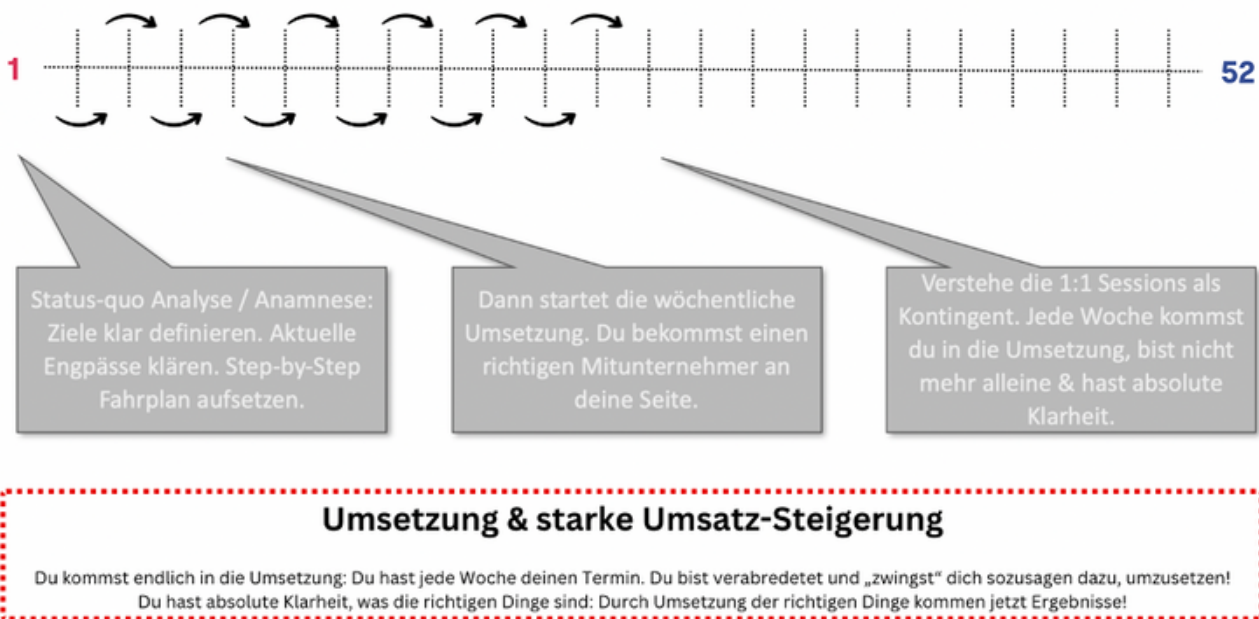 1
52
Status-quo Analyse / Anamnese:
Ziele klar definieren. Aktuelle
Engpässe klären. Step-by-Step
Fahrplan aufsetzen.
Dann startet die wöchentliche
Umsetzung. Du bekommst einen
richtigen Mitunternehmer an
deine Seite.
Verstehe die 1:1 Sessions als
Kontingent. Jede Woche kommst
du in die Umsetzung, bist nicht
mehr alleine & hast absolute
Klarheit.
Umsetzung & starke Umsatz-Steigerung
Du kommst endlich in die Umsetzung: Du hast jede Woche deinen Termin. Du bist verabredetet und „zwingst“ dich sozusagen dazu, umzusetzen!
Du hast absolute Klarheit, was die richtigen Dinge sind: Durch Umsetzung der richtigen Dinge kommen jetzt Ergebnisse!